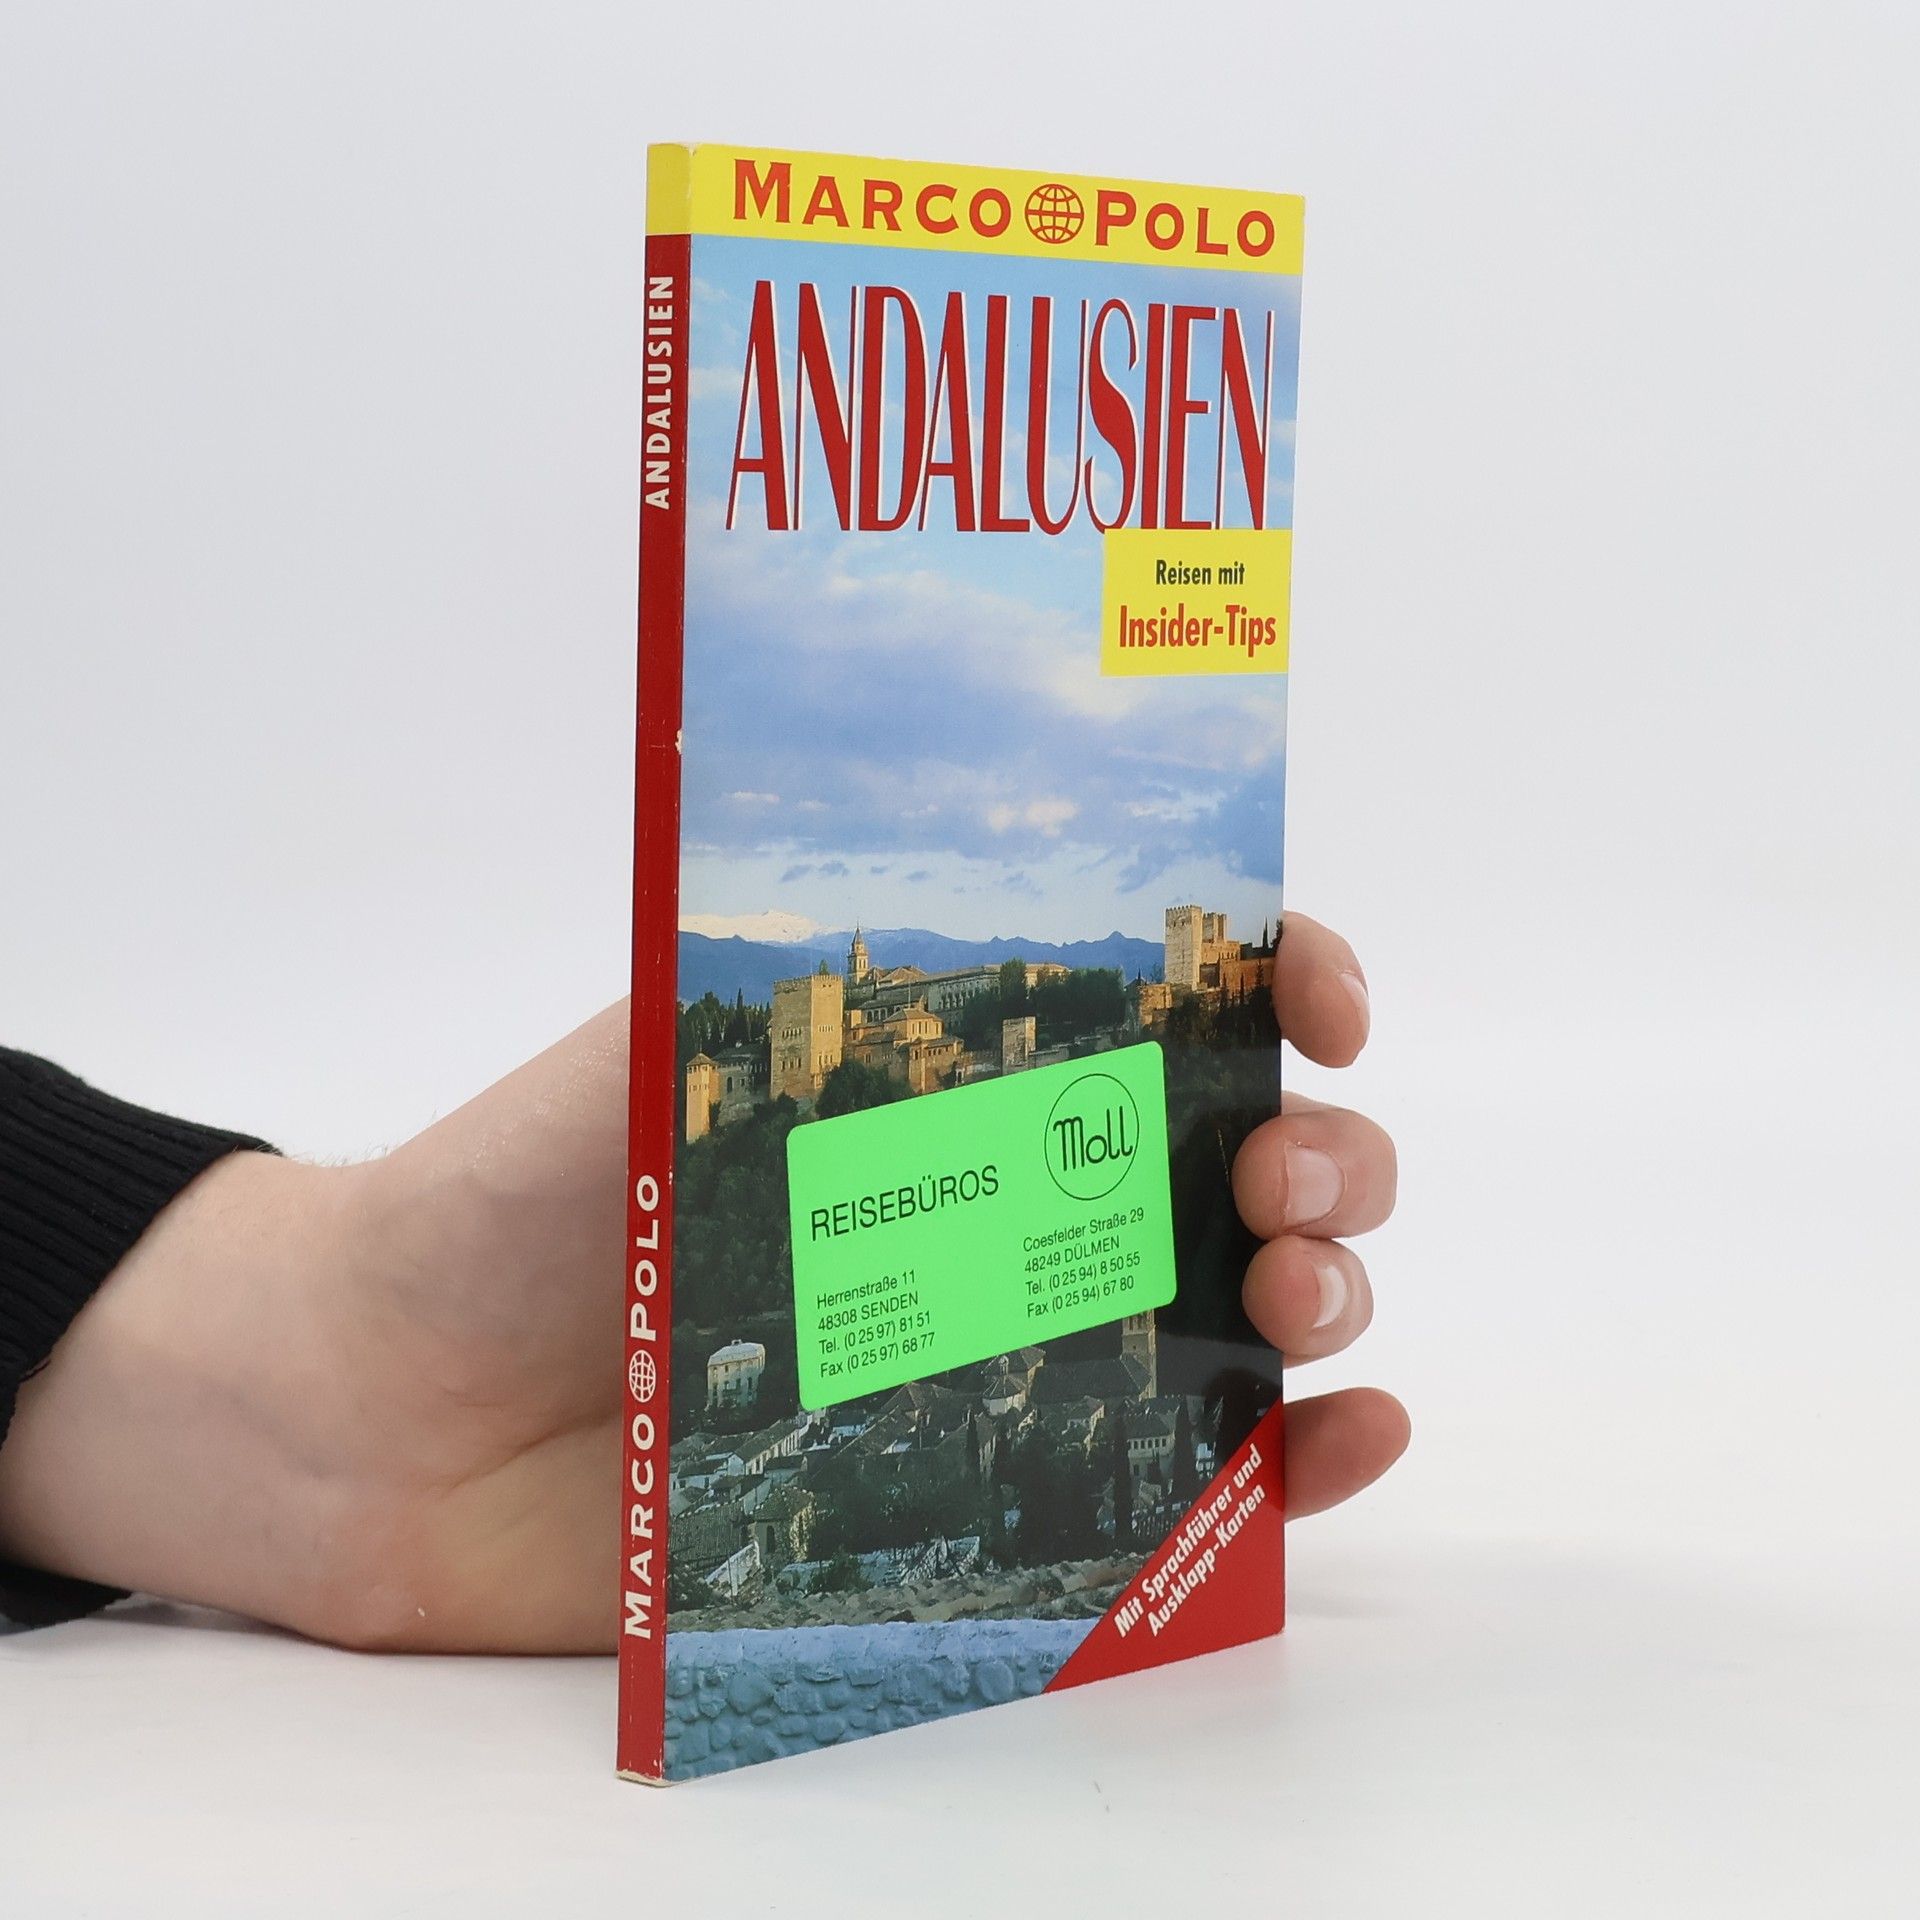 MARCO POLO
ANDALUSIEN
Reisen mit
Insider-Tips
ANDALUSIEN
MARCO POLO
REISEBÜROS
Moll
Herrenstraße 11
48308 SENDEN
Tel. (0 25 97) 81 51
Fax (0 25 97) 68 77
Coesfelder Straße 29
48249 DÜLMEN
Tel. (0 25 94) 8 50 55
Fax (0 25 94) 67 80
Mit Sprachführer und
Ausklapp-Karten